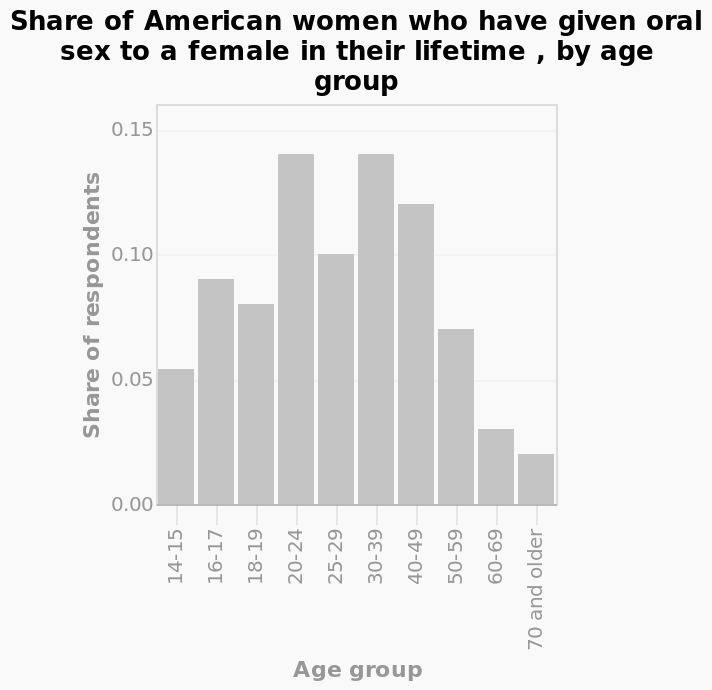 Share of American women who have given oral
sex to a female in their lifetime , by age
group
0.15
0.10
0.05
0.00
Share of respondents
14-15
16-17
18-19
20-24
25-29
30-39
40-49
50-59
60-69
70 and older
Age group